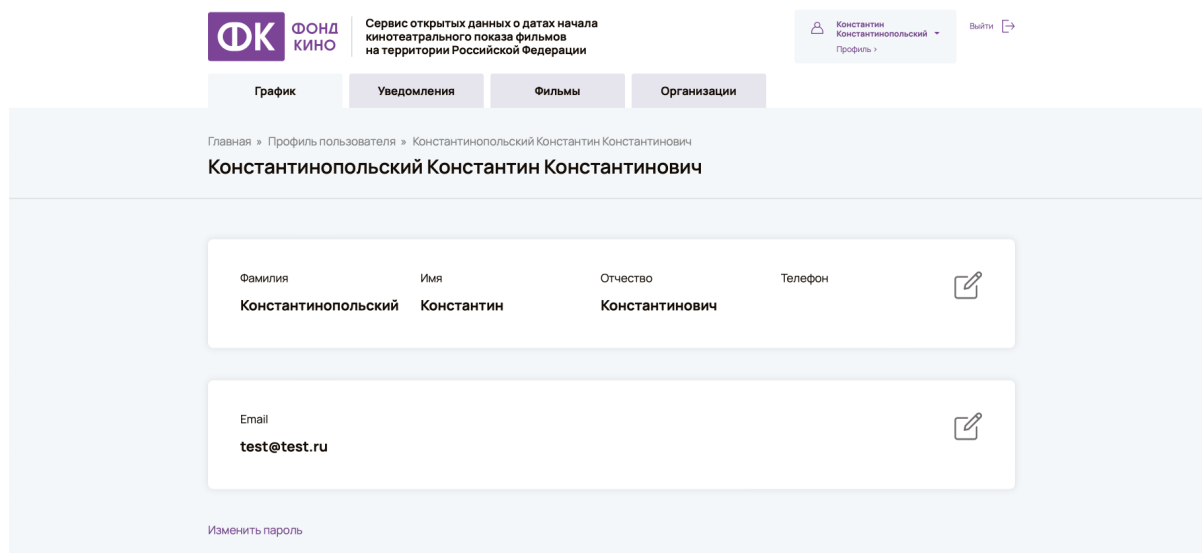 ФК ФОНД КИНО
Сервис открытых данных о датах начала
кинотеатрального показа фильмов
на территории Российской Федерации
Константин
Константинопольский
Профиль >
Выйти
График Уведомления Фильмы Организации
Главная » Профиль пользователя » Константинопольский Константин Константинович
Константинопольский Константин Константинович
Фамилия Имя Отчество Телефон
Константинопольский Константин Константинович
Email
test@test.ru
Изменить пароль